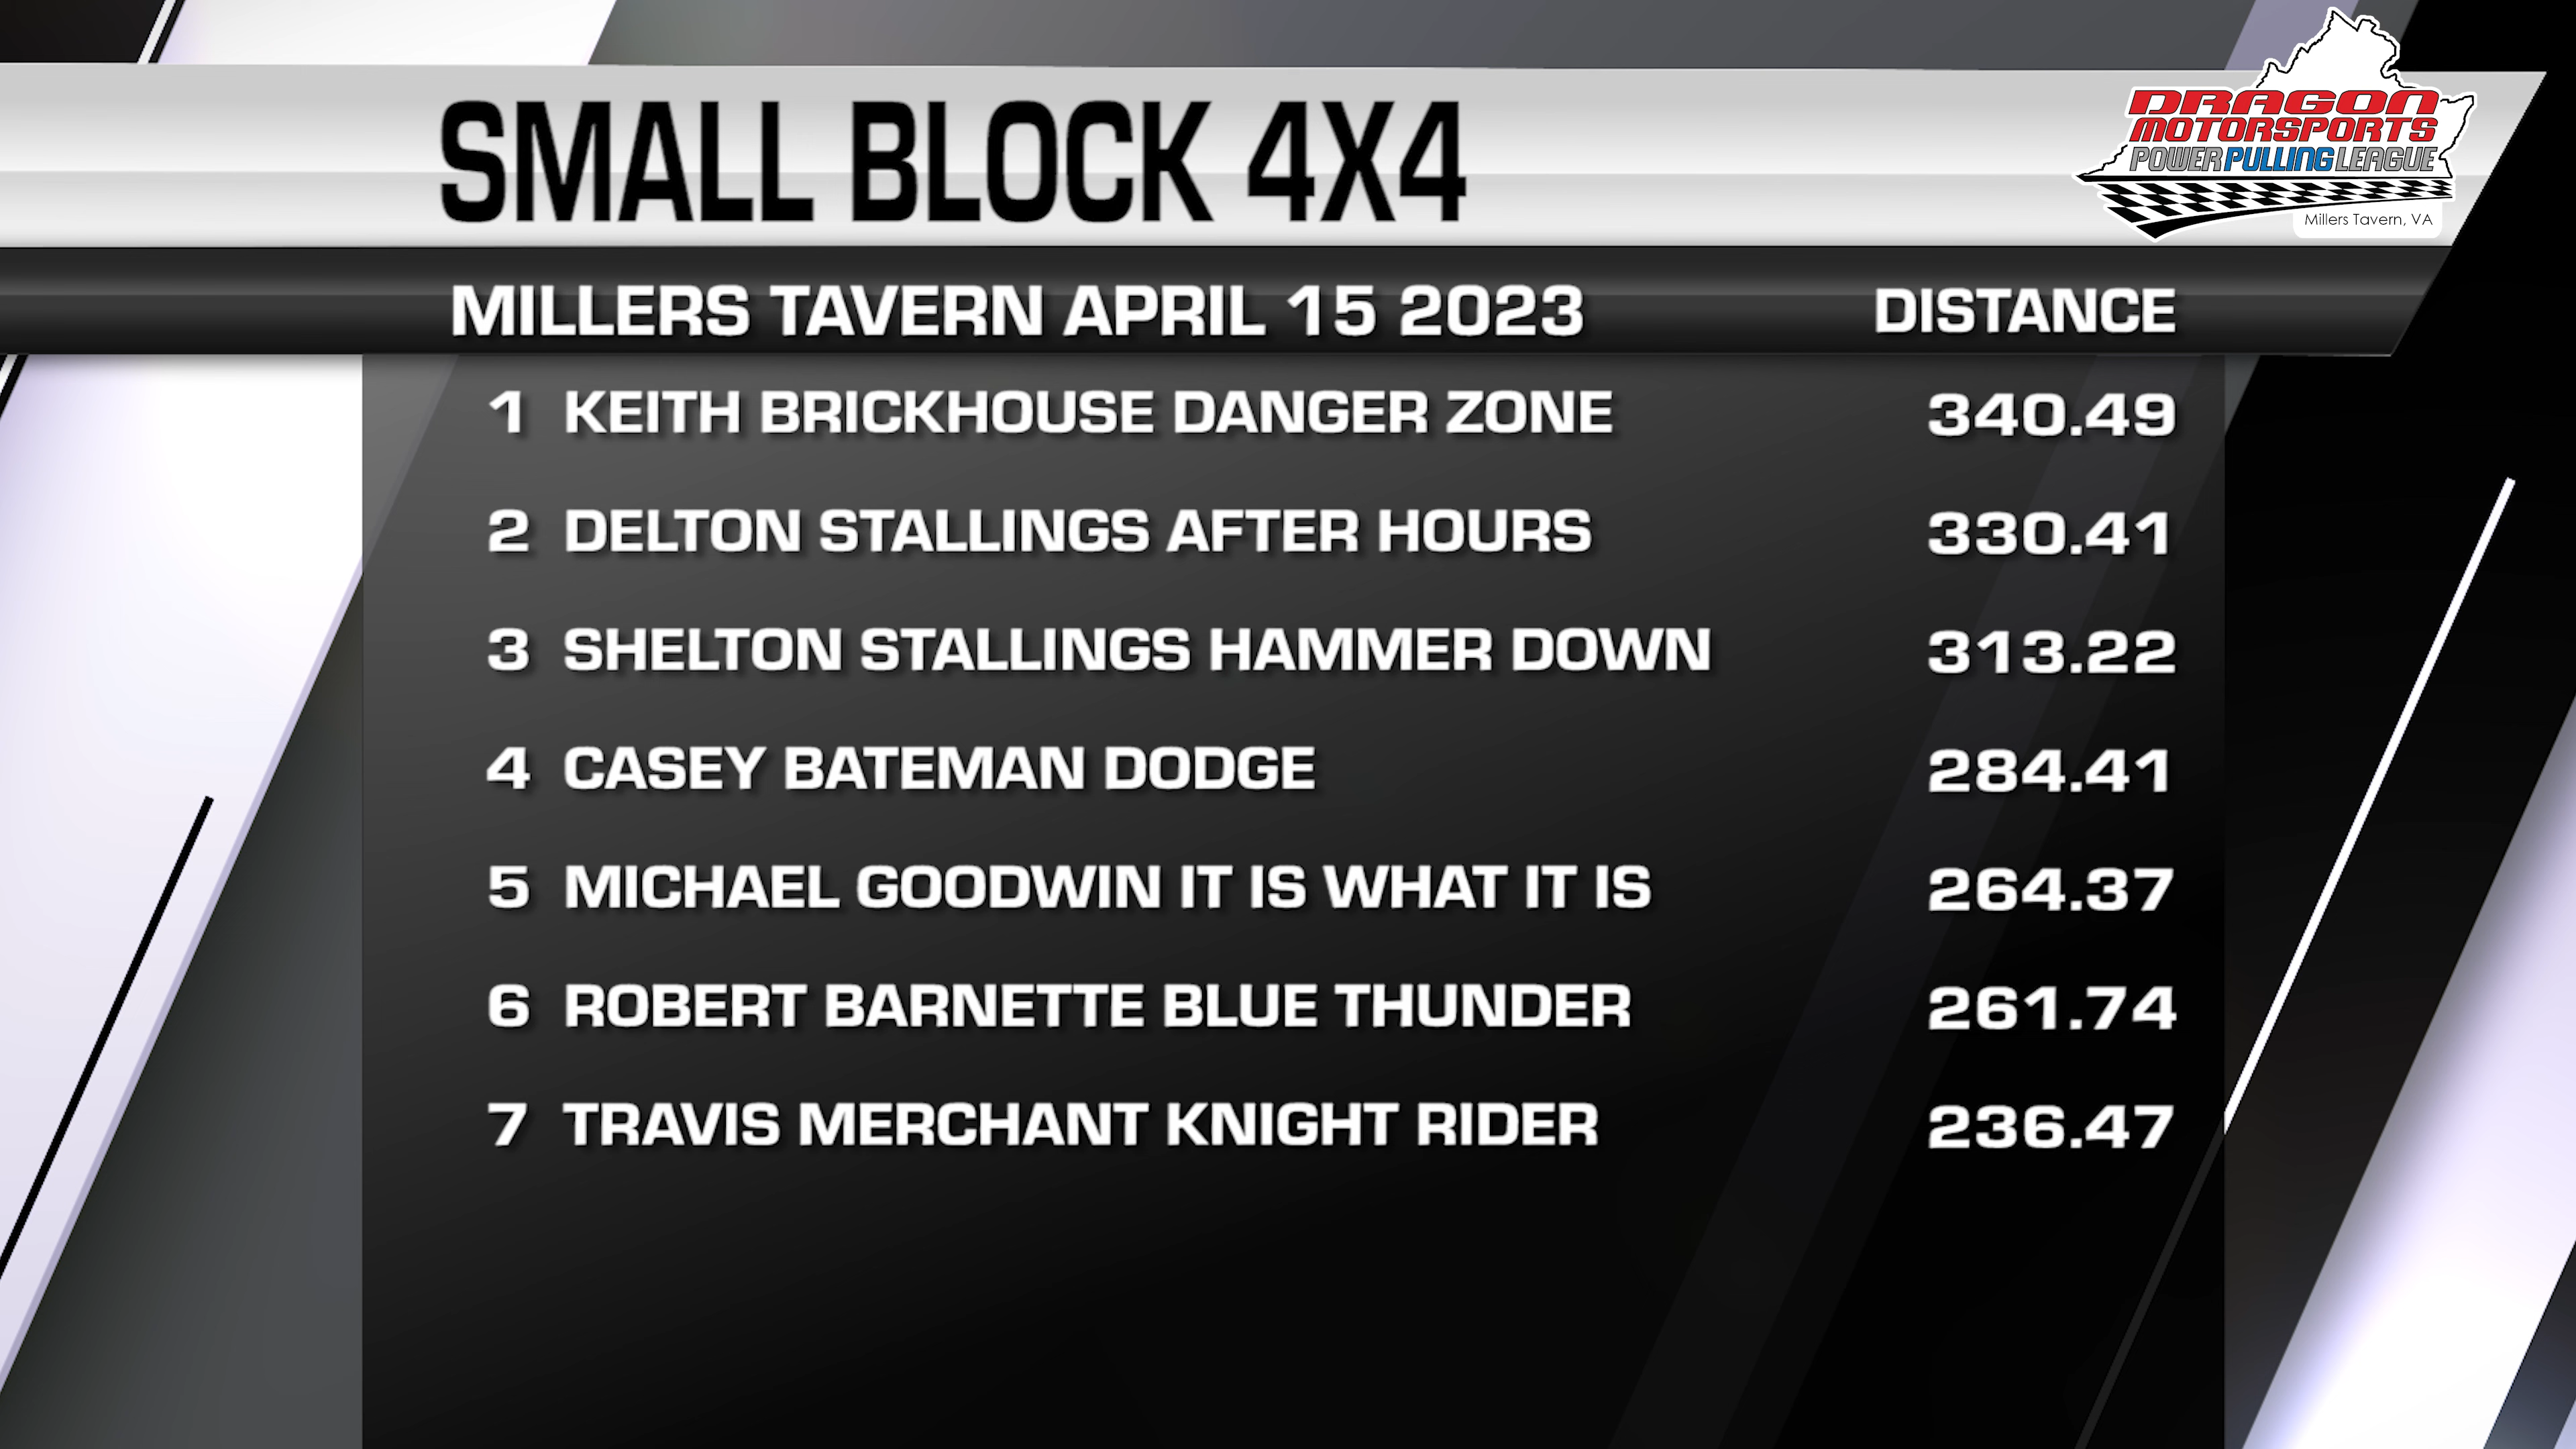 SMALL BLOCK 4X4
DRAGON
MOTORSPORTS
POWER PULLING LEAGUE
Millers Tavern, VA
MILLERS TAVERN APRIL 15 2023 DISTANCE
1 KEITH BRICKHOUSE DANGER ZONE 340.49
2 DELTON STALLINGS AFTER HOURS 330.41
3 SHELTON STALLINGS HAMMER DOWN 313.22
4 CASEY BATEMAN DODGE 284.41
5 MICHAEL GOODWIN IT IS WHAT IT IS 264.37
6 ROBERT BARNETTE BLUE THUNDER 261.74
7 TRAVIS MERCHANT KNIGHT RIDER 236.47